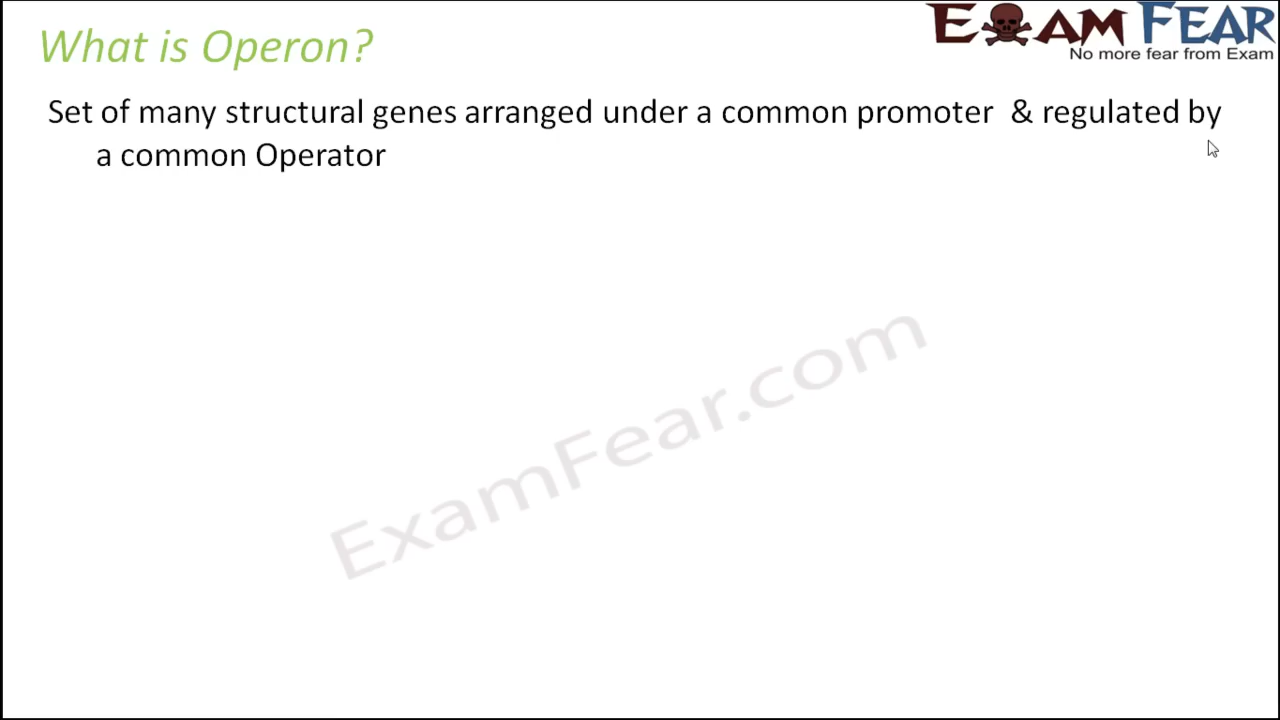 What is Operon?
EXAM FEAR
No more fear from Exam
Set of many structural genes arranged under a common promoter & regulated by
a common Operator
ExamFear.com